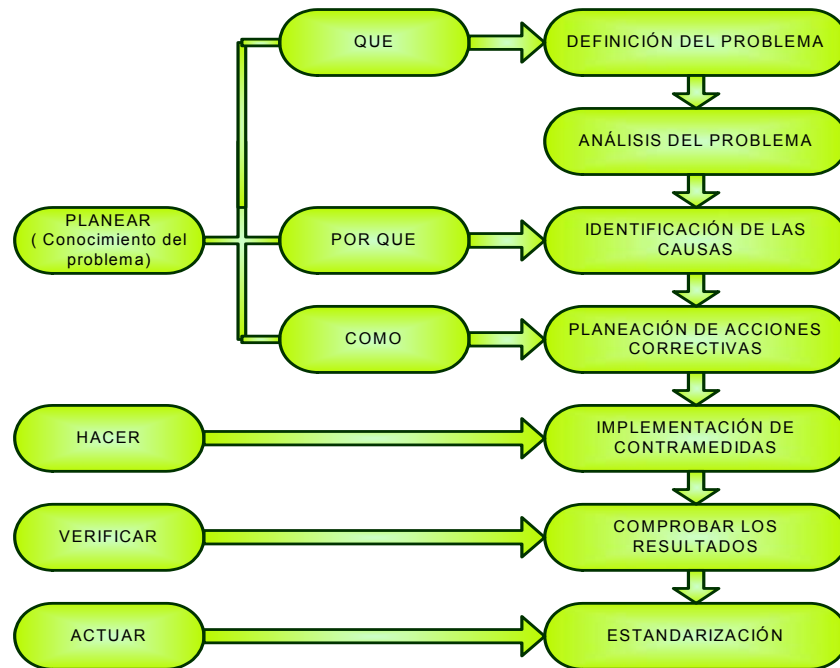 QUE
DEFINICIÓN DEL PROBLEMA
ANÁLISIS DEL PROBLEMA
PLANEAR
( Conocimiento del
problema)
POR QUE
IDENTIFICACIÓN DE LAS
CAUSAS
COMO
PLANEACIÓN DE ACCIONES
CORRECTIVAS
HACER
IMPLEMENTACIÓN DE
CONTRAMEDIDAS
VERIFICAR
COMPROBAR LOS
RESULTADOS
ACTUAR
ESTANDARIZACIÓN